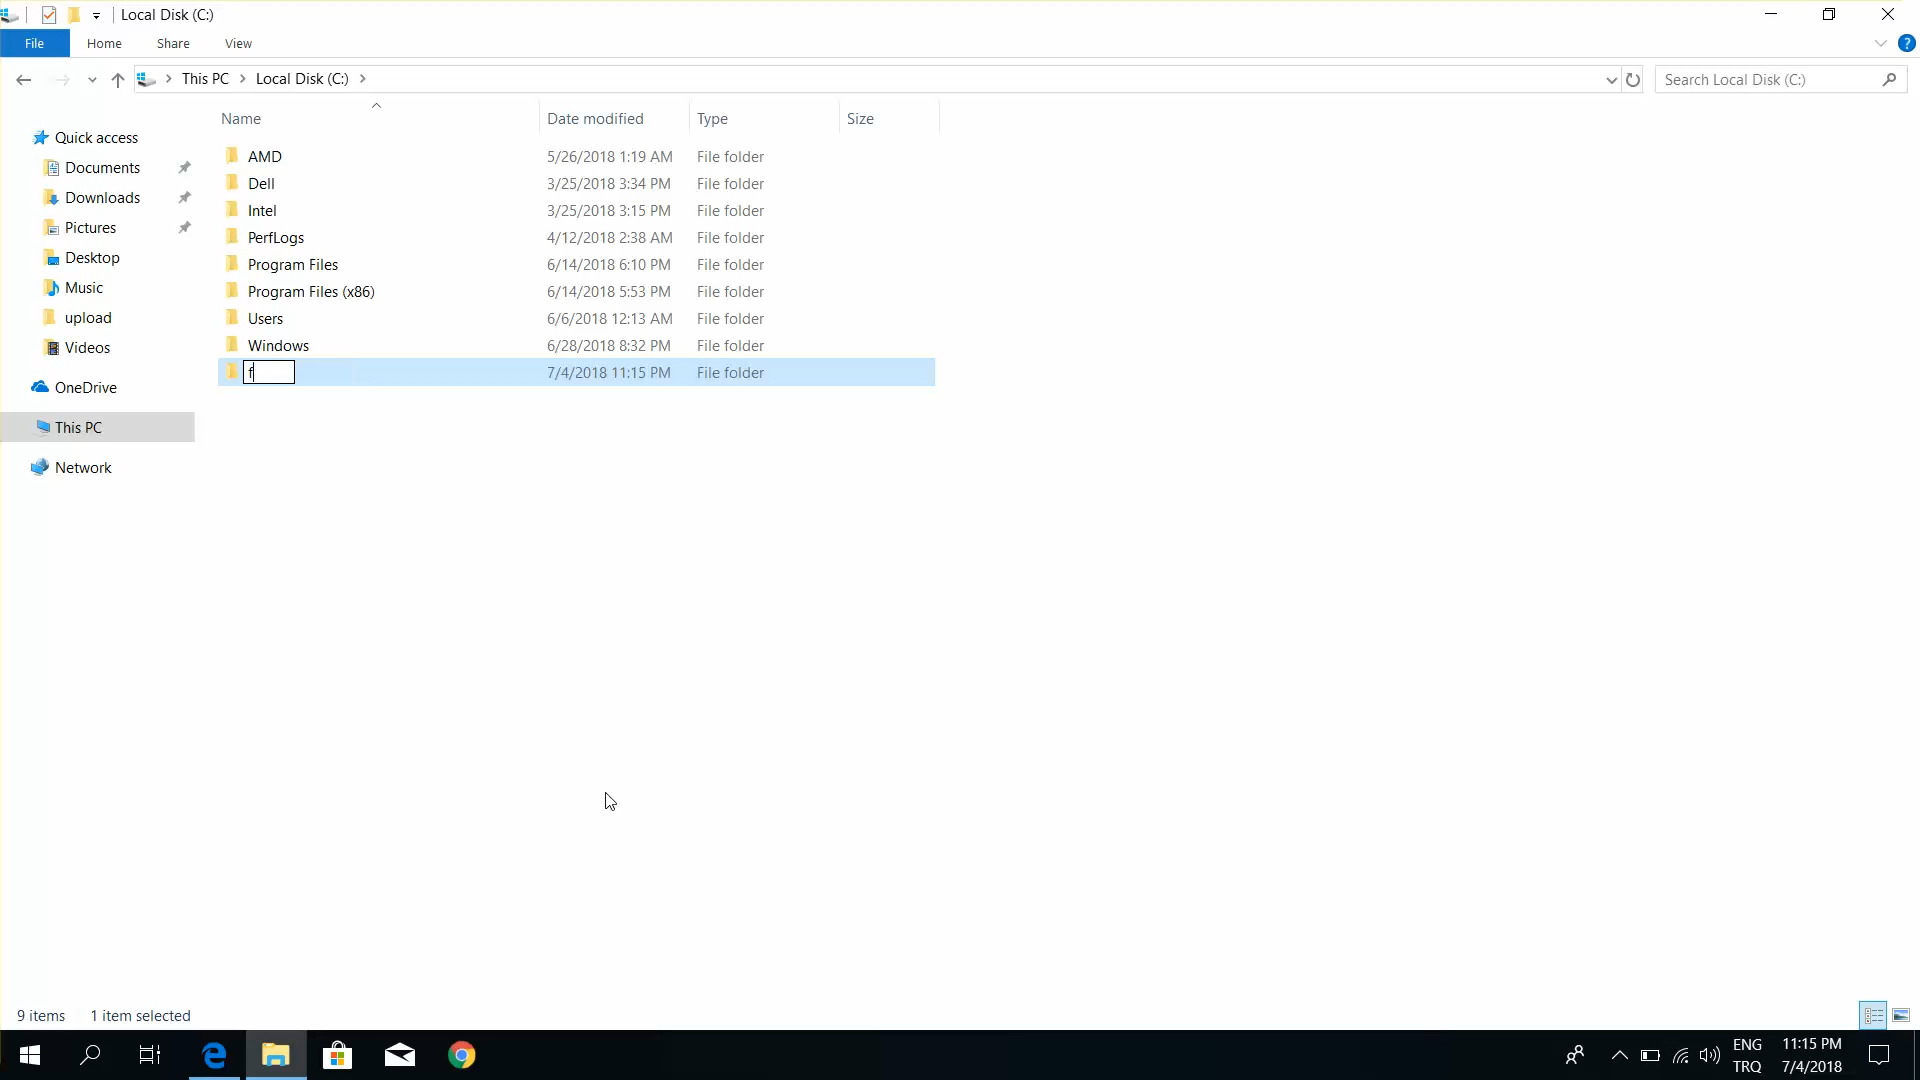 Local Disk (C:)
File Home Share View
This PC Local Disk (C:)
Search Local Disk (C:)
Name Date modified Type Size
Quick access
Documents
Downloads
Pictures
Desktop
Music
upload
Videos
OneDrive
This PC
Network
AMD 5/26/2018 1:19 AM File folder
Dell 3/25/2018 3:34 PM File folder
Intel 3/25/2018 3:15 PM File folder
PerfLogs 4/12/2018 2:38 AM File folder
Program Files 6/14/2018 6:10 PM File folder
Program Files (x86) 6/14/2018 5:53 PM File folder
Users 6/6/2018 12:13 AM File folder
Windows 6/28/2018 8:32 PM File folder
f 7/4/2018 11:15 PM File folder
9 items 1 item selected
ENG 11:15 PM
TRQ 7/4/2018